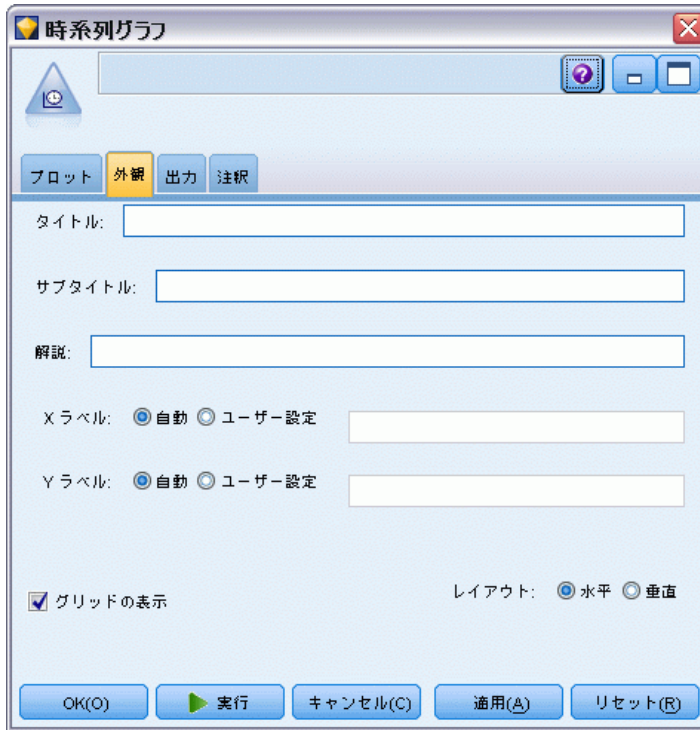 時系列グラフ
?
プロット 外観 出力 注釈
タイトル:
サブタイトル:
解説:
X ラベル: 自動 ユーザー設定
Y ラベル: 自動 ユーザー設定
グリッドの表示 レイアウト: 水平 垂直
OK(O) 実行 キャンセル(C) 適用(A) リセット(R)